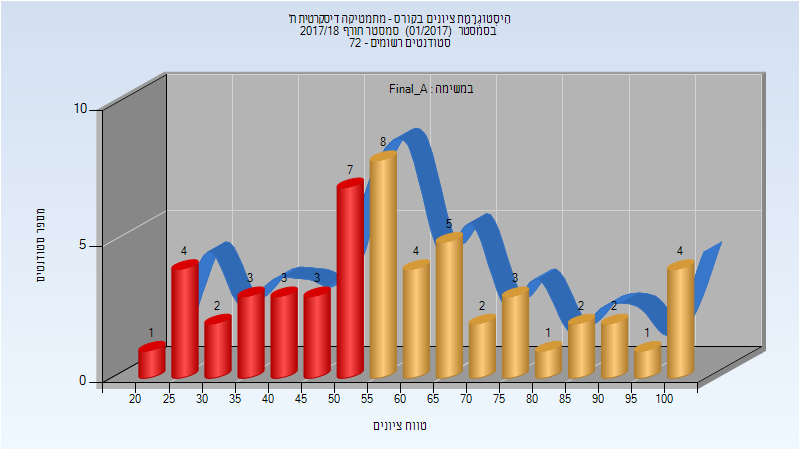 היסטוגרמת ציונים בקורס - מתמטיקה דיסקרטית ח'
בסמסטר (01/2017) סמסטר חורף 2017/18
סטודנטים רשומים - 72
במשימה : Final_A
מספר סטודנטים
10
5
0
1
4
2
3
3
3
7
8
4
5
2
3
1
2
2
1
4
20 25 30 35 40 45 50 55 60 65 70 75 80 85 90 95 100
טווח ציונים